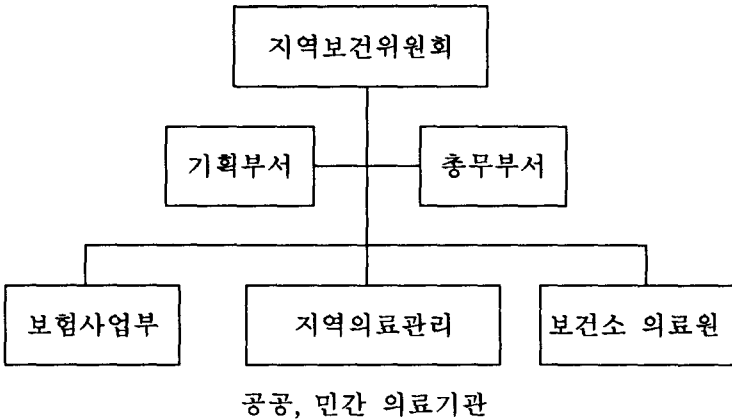 지역보건위원회
기획부서
총무부서
보험사업부
지역의료관리
보건소 의료원
공공, 민간 의료기관